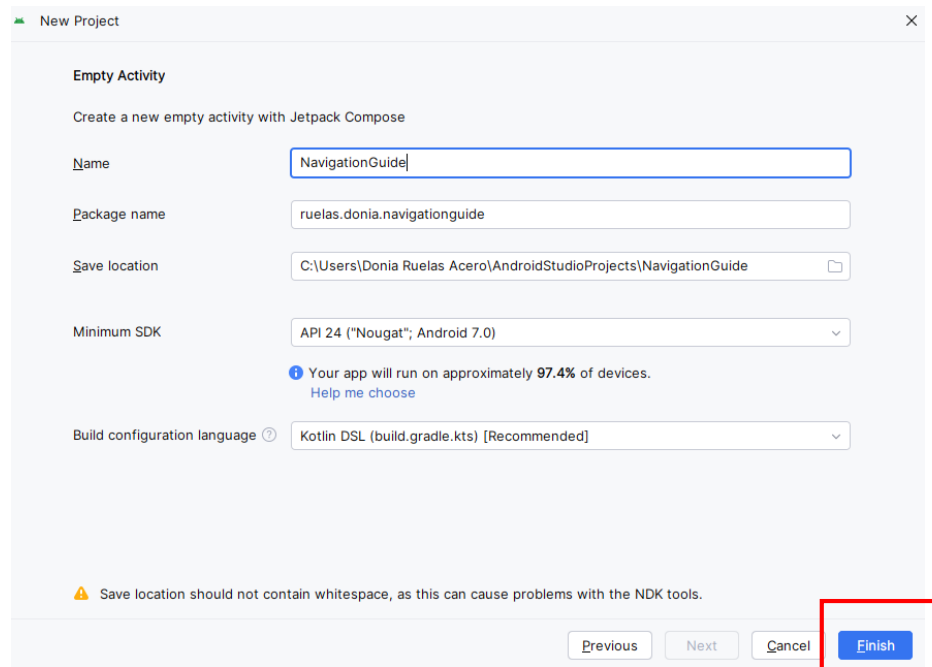 New Project
Empty Activity
Create a new empty activity with Jetpack Compose
Name
NavigationGuide
Package name
ruelas.donia.navigationguide
Save location
C:\Users\Donia Ruelas Acero\AndroidStudioProjects\NavigationGuide
Minimum SDK
API 24 ("Nougat"; Android 7.0)
Your app will run on approximately 97.4% of devices.
Help me choose
Build configuration language
Kotlin DSL (build.gradle.kts) [Recommended]
Save location should not contain whitespace, as this can cause problems with the NDK tools.
Previous Next Cancel Finish